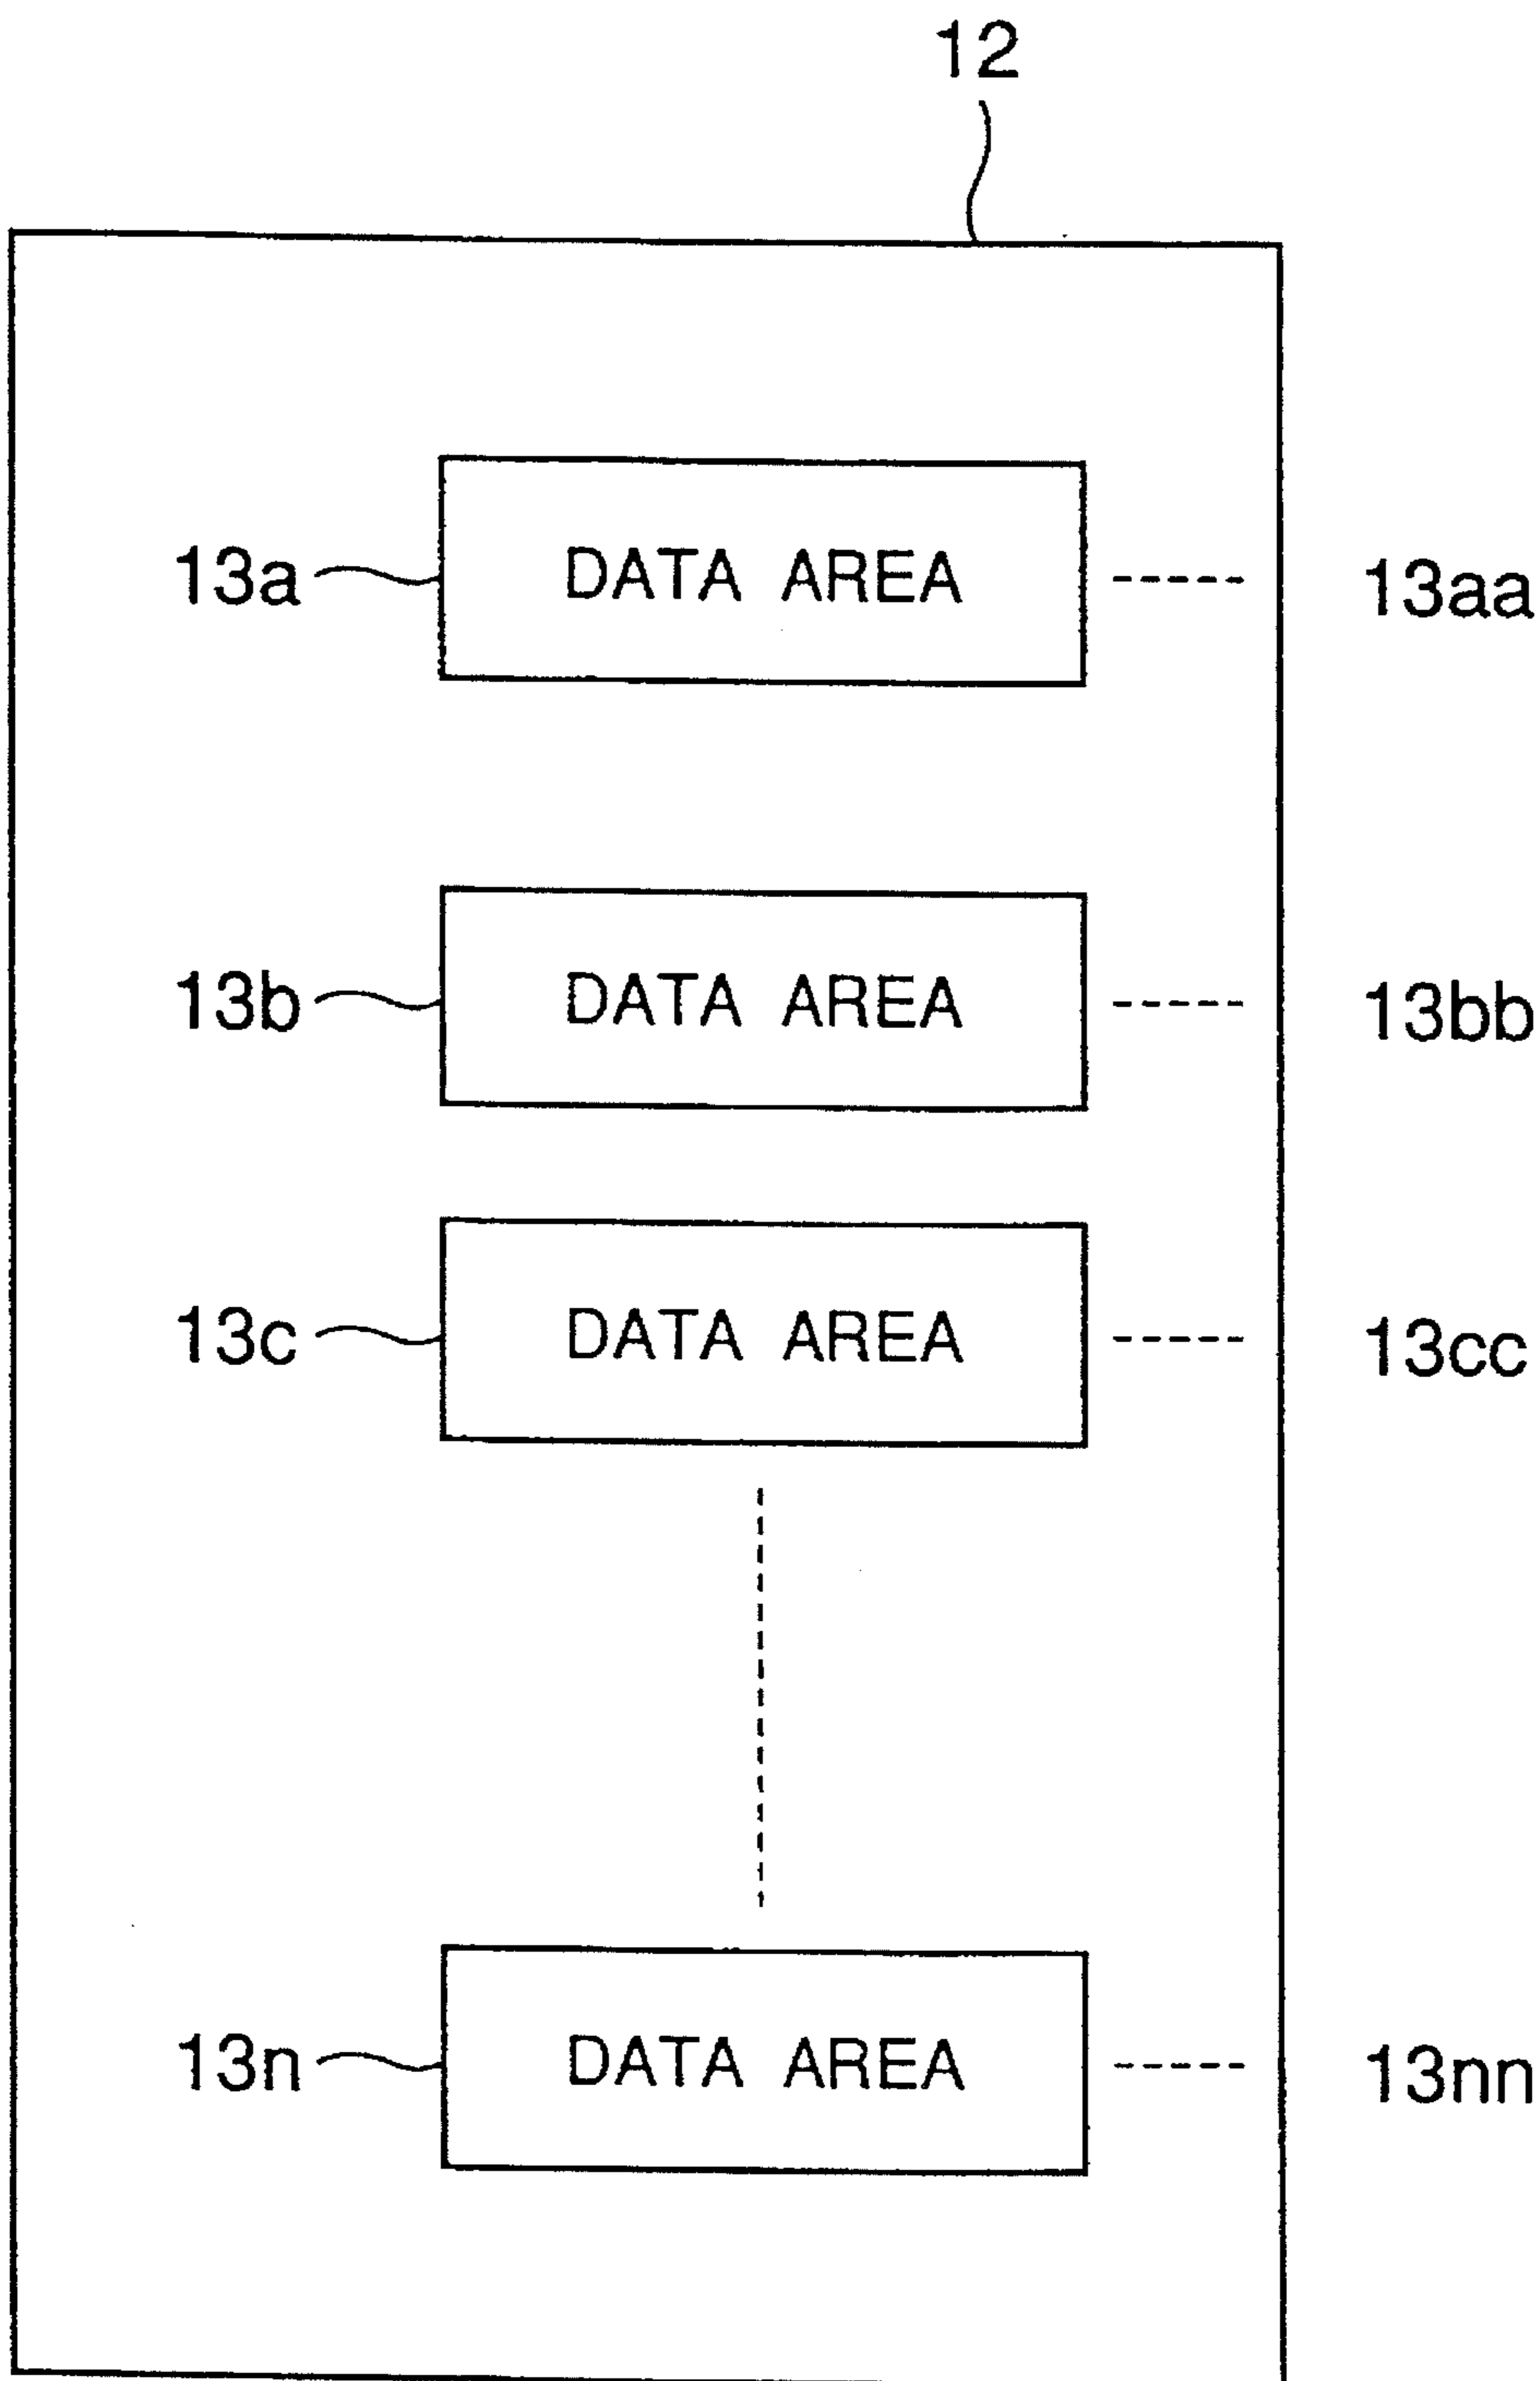 12
13a DATA AREA 13aa
13b DATA AREA 13bb
13c DATA AREA 13cc
13n DATA AREA 13nn